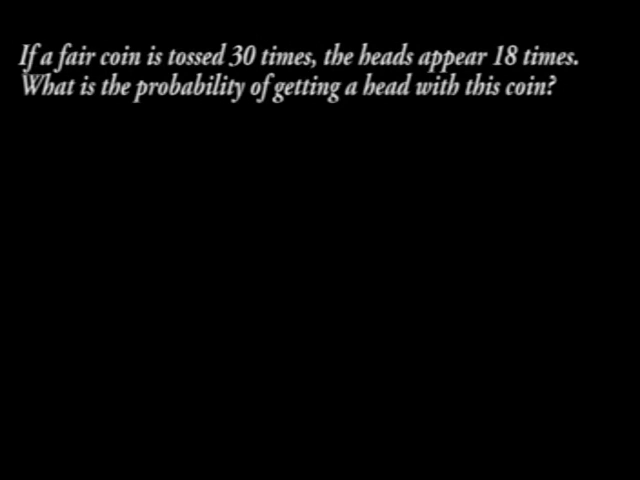 If a fair coin is tossed 30 times, the heads appear 18 times.
What is the probability of getting a head with this coin?